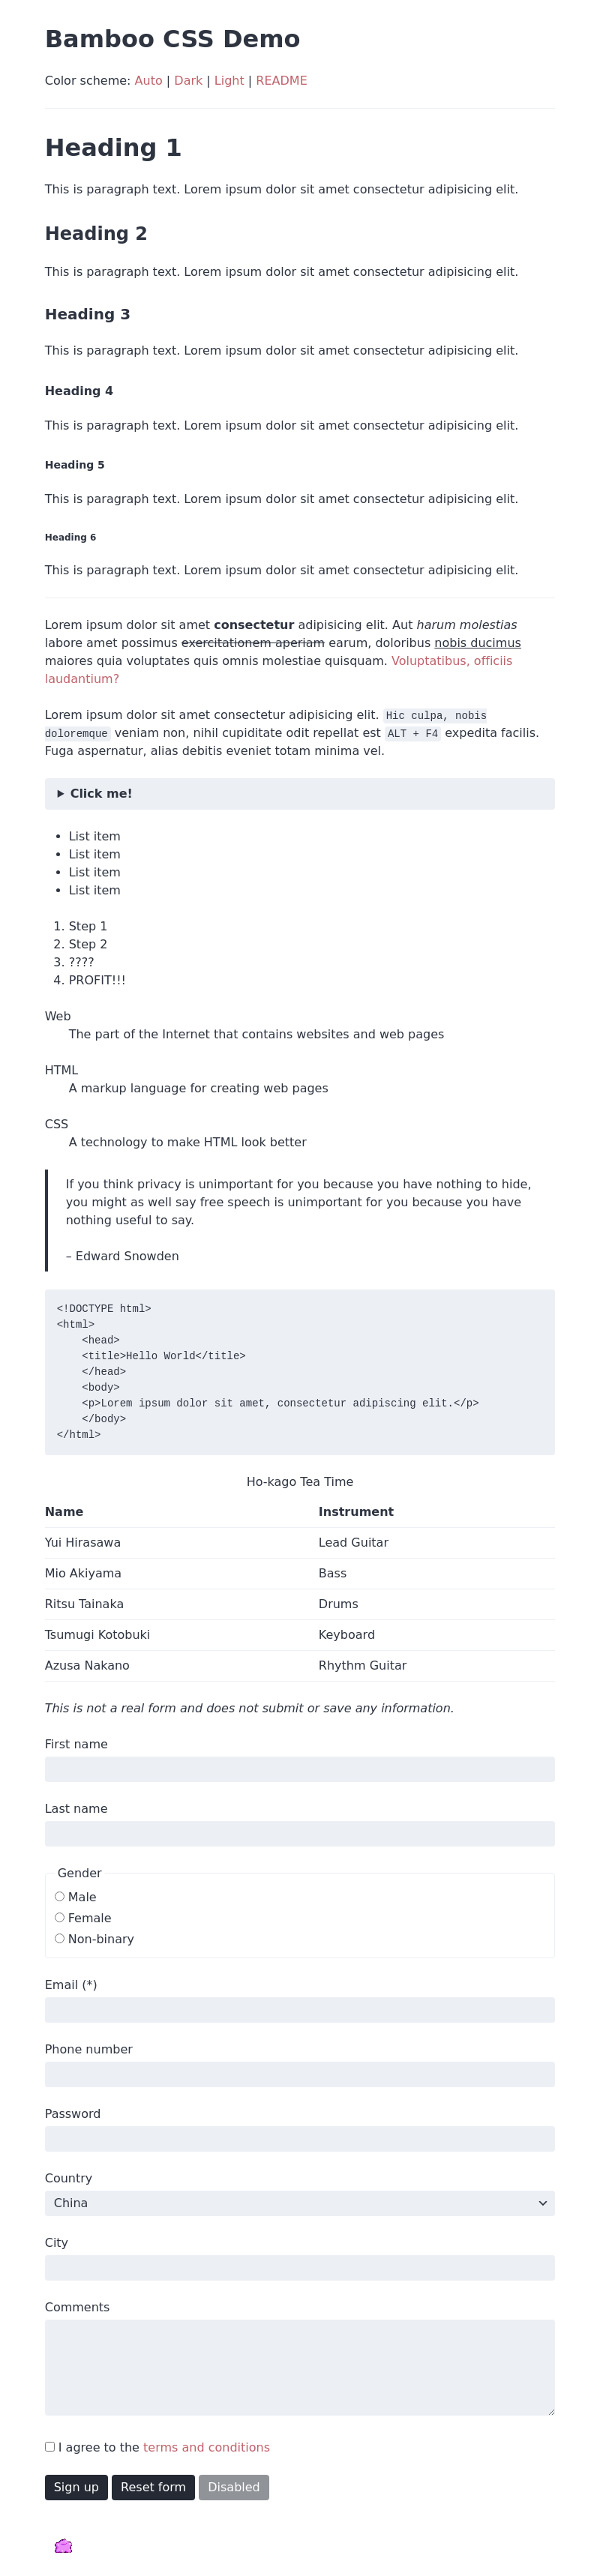 Bamboo CSS Demo
Color scheme: Auto | Dark | Light | README
Heading 1
This is paragraph text. Lorem ipsum dolor sit amet consectetur adipisicing elit.
Heading 2
This is paragraph text. Lorem ipsum dolor sit amet consectetur adipisicing elit.
Heading 3
This is paragraph text. Lorem ipsum dolor sit amet consectetur adipisicing elit.
Heading 4
This is paragraph text. Lorem ipsum dolor sit amet consectetur adipisicing elit.
Heading 5
This is paragraph text. Lorem ipsum dolor sit amet consectetur adipisicing elit.
Heading 6
This is paragraph text. Lorem ipsum dolor sit amet consectetur adipisicing elit.
Lorem ipsum dolor sit amet consectetur adipisicing elit. Aut harum molestias
labore amet possimus exercitationem aperiam earum, doloribus nobis ducimus
maiores quia voluptates quis omnis molestiae quisquam. Voluptatibus, officiis
laudantium?
Lorem ipsum dolor sit amet consectetur adipisicing elit. Hic culpa, nobis
doloremque veniam non, nihil cupiditate odit repellat est ALT + F4 expedita facilis.
Fuga aspernatur, alias debitis eveniet totam minima vel.
Click me!
• List item
• List item
• List item
• List item
1. Step 1
2. Step 2
3. ????
4. PROFIT!!!
Web
The part of the Internet that contains websites and web pages
HTML
A markup language for creating web pages
CSS
A technology to make HTML look better
If you think privacy is unimportant for you because you have nothing to hide,
you might as well say free speech is unimportant for you because you have
nothing useful to say.
– Edward Snowden
<!DOCTYPE html>
<html>
    <head>
    <title>Hello World</title>
    </head>
    <body>
    <p>Lorem ipsum dolor sit amet, consectetur adipiscing elit.</p>
    </body>
</html>
Ho-kago Tea Time
Name Instrument
Yui Hirasawa Lead Guitar
Mio Akiyama Bass
Ritsu Tainaka Drums
Tsumugi Kotobuki Keyboard
Azusa Nakano Rhythm Guitar
This is not a real form and does not submit or save any information.
First name
Last name
Gender
Male
Female
Non-binary
Email (*)
Phone number
Password
Country
China
City
Comments
I agree to the terms and conditions
Sign up Reset form Disabled